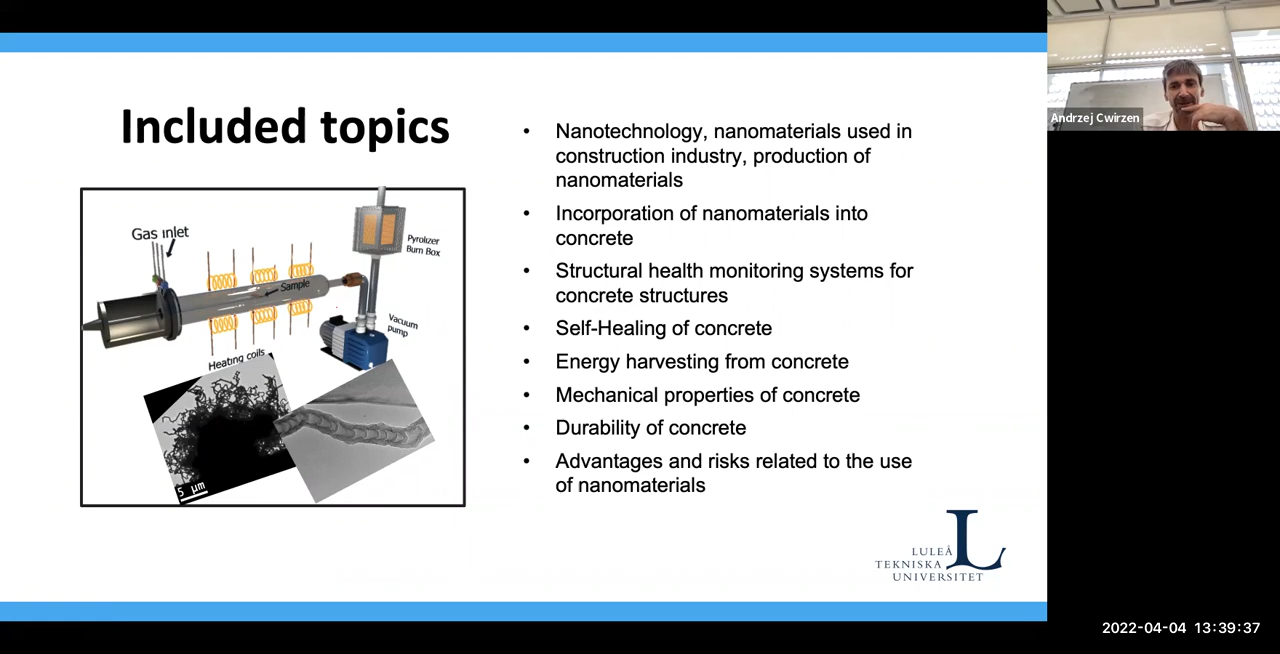 Included topics
Gas inlet
Sample
Pyrolizer
Burn Box
Vacuum
pump
Heating coils
5 µm
• Nanotechnology, nanomaterials used in
construction industry, production of
nanomaterials
• Incorporation of nanomaterials into
concrete
• Structural health monitoring systems for
concrete structures
• Self-Healing of concrete
• Energy harvesting from concrete
• Mechanical properties of concrete
• Durability of concrete
• Advantages and risks related to the use
of nanomaterials
L
LULEÅ
TEKNISKA
UNIVERSITET
Andrzej Cwirzen
2022-04-04 13:39:37